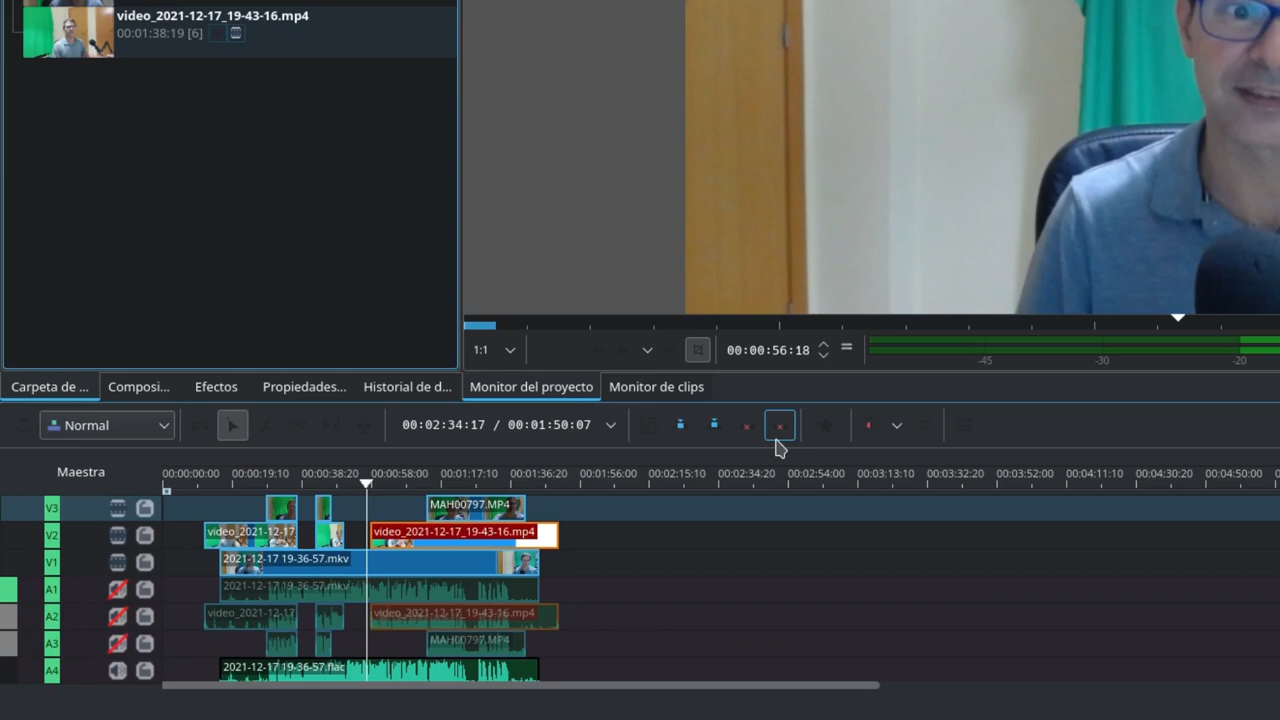 video_2021-12-17_19-43-16.mp4
00:01:38:19 [6]
1:1
00:00:56:18
-45
-30
-20
Carpeta de ...
Composi...
Efectos
Propiedades...
Historial de d...
Monitor del proyecto
Monitor de clips
Normal
00:02:34:17 / 00:01:50:07
Maestra
00:00:00:00
00:00:19:10
00:00:38:20
00:00:58:00
00:01:17:10
00:01:36:20
00:01:56:00
00:02:15:10
00:02:34:20
00:02:54:00
00:03:13:10
00:03:32:20
00:03:52:00
00:04:11:10
00:04:30:20
00:04:50:00
V3
MAH00797.MP4
V2
video_2021-12-17
video_2021-12-17_19-43-16.mp4
V1
2021-12-17 19-36-57.mkv
A1
2021-12-17 19-36-57.mkv
A2
video_2021-12-17
video_2021-12-17_19-43-16.mp4
A3
MAH00797.MP4
A4
2021-12-17 19-36-57.flac